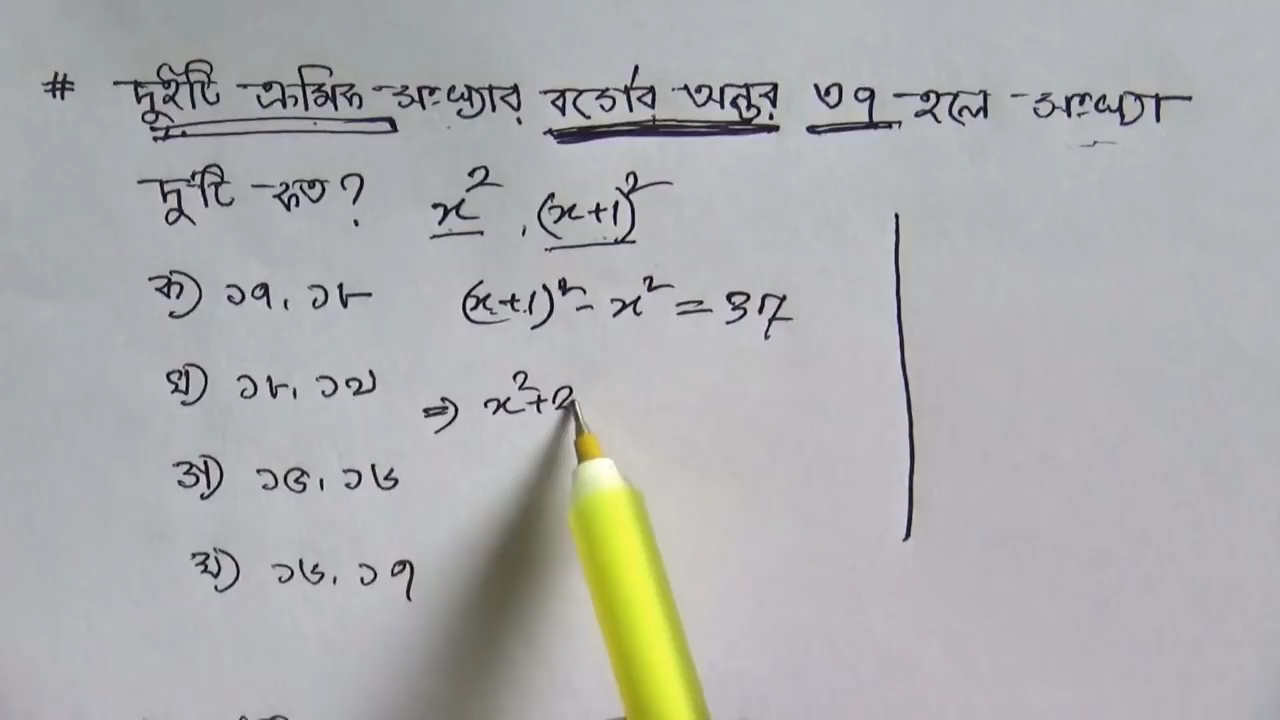 # দুইটি ক্রমিক সংখ্যার বর্গের অন্তর ৩৭ হলে সংখ্যা
দু'টি কত? x², (x+1)²
ক) ১৭, ১৮ (x+1)² - x² = 37
খ) ১৮, ১৯ ⇒ x²+2
গ) ১৫, ১৬
ঘ) ১৬, ১৭